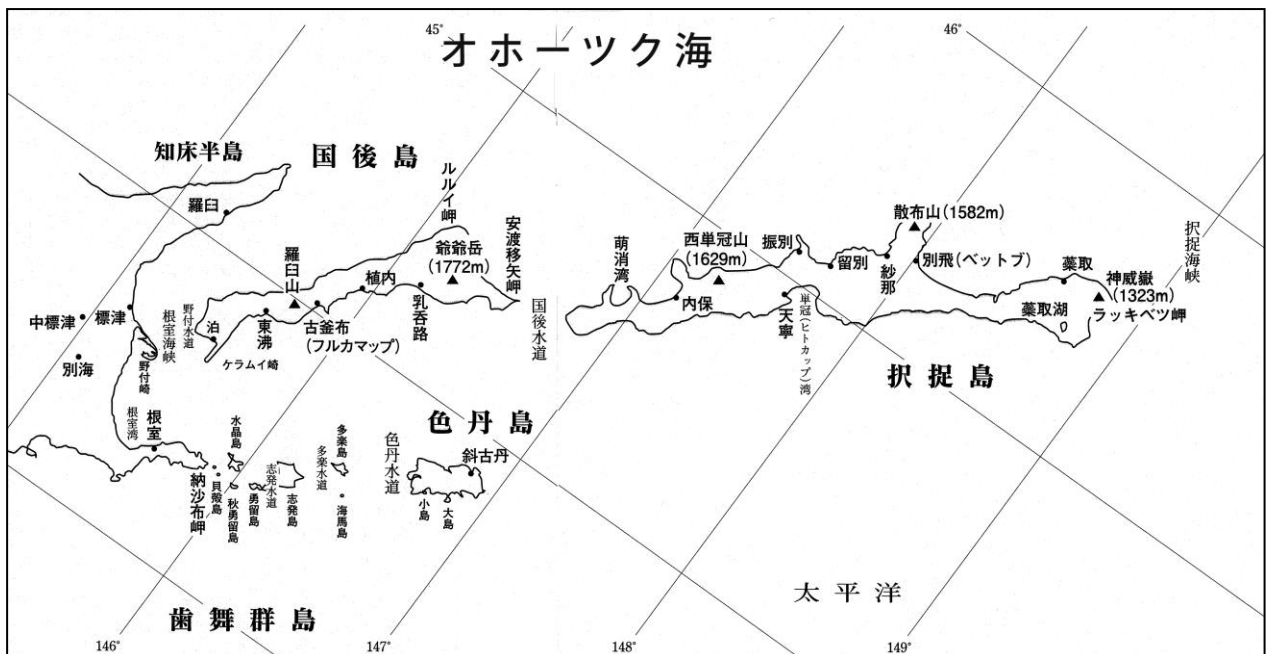 45°
46°
オホーツク海
知床半島
国後島
ルルイ岬
羅臼
爺爺岳
(1772m)
安渡移矢岬
羅臼山
植内
萌消湾
西単冠山
(1629m)
振別
散布山(1582m)
択捉海峡
留別
紗那
別飛(ベットブ)
蘂取
神威嶽
(1323m)
ラッキベツ岬
蘂取湖
内保
天寧
単冠(ヒトカップ)湾
国後水道
乳呑路
古釜布
(フルカマップ)
東沸
泊
ケラムイ崎
野付水道
根室海峡
標津
中標津
別海
野付崎
根室湾
根室
択捉島
色丹島
水晶島
志発水道
多楽水道
多楽島
色丹水道
斜古丹
納沙布岬
貝殻島
秋勇留島
勇留島
志発島
海馬島
小島
大島
歯舞群島
太平洋
146°
147°
148°
149°